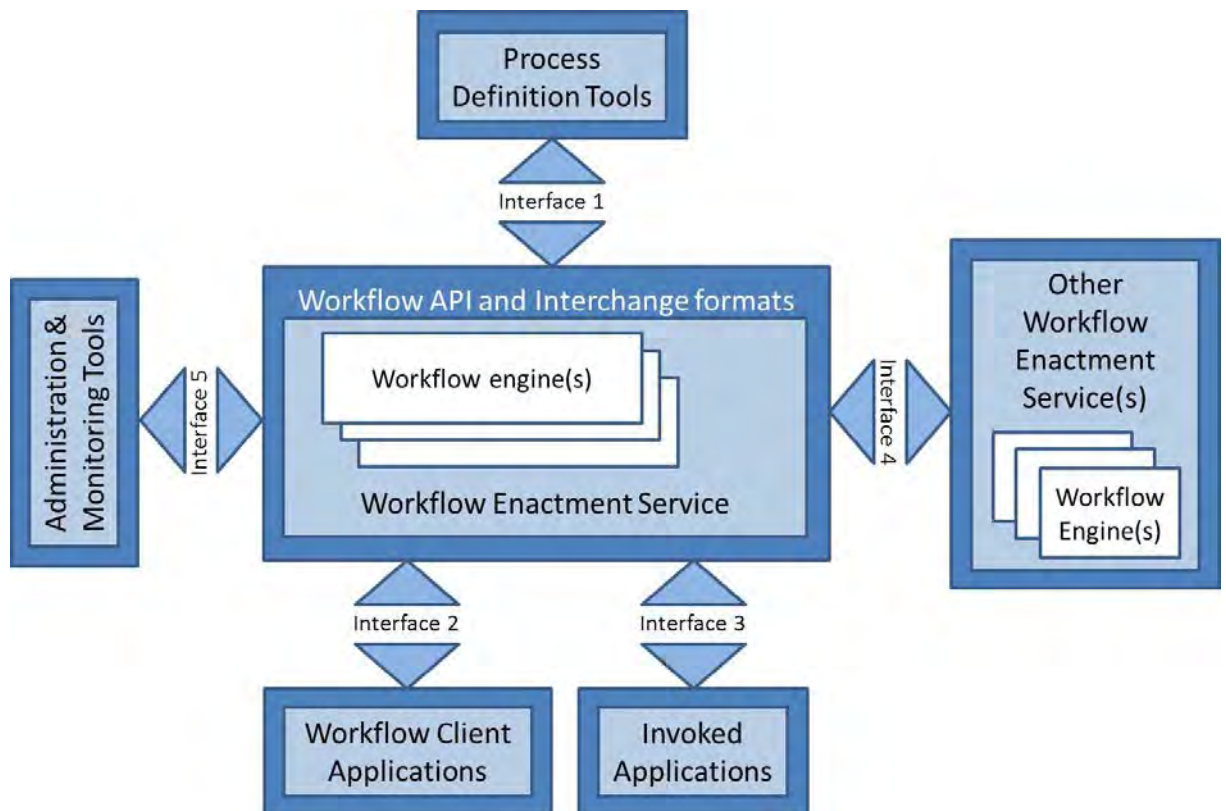 Process
Definition Tools
Interface 1
Workflow API and Interchange formats
Workflow engine(s)
Workflow Enactment Service
Administration &
Monitoring Tools
Interface 5
Interface 4
Other
Workflow
Enactment
Service(s)
Workflow
Engine(s)
Interface 2
Interface 3
Workflow Client
Applications
Invoked
Applications